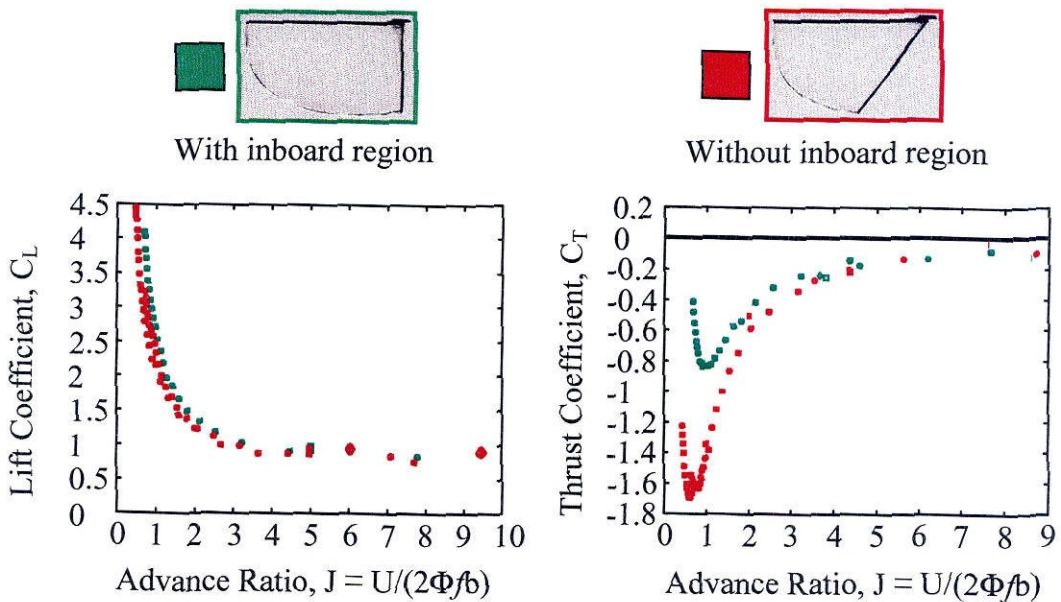 With inboard region
Without inboard region
Lift Coefficient, C_L
4.5
4
3.5
3
2.5
2
1.5
1
0.5
0
0 1 2 3 4 5 6 7 8 9 10
Advance Ratio, J = U/(2Φfb)
Thrust Coefficient, C_T
0.2
0
-0.2
-0.4
-0.6
-0.8
-1
-1.2
-1.4
-1.6
-1.8
0 1 2 3 4 5 6 7 8 9
Advance Ratio, J = U/(2Φfb)